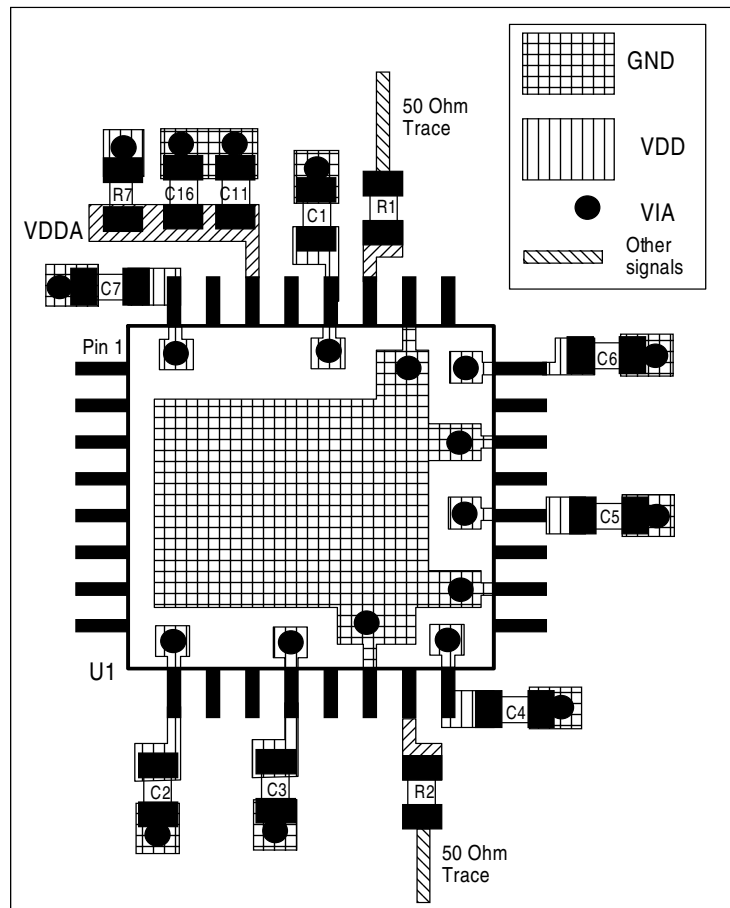 GND
VDD
VIA
Other
signals
50 Ohm
Trace
R7
C16
C11
C1
R1
VDDA
C7
Pin 1
C6
C5
U1
C4
C2
C3
R2
50 Ohm
Trace